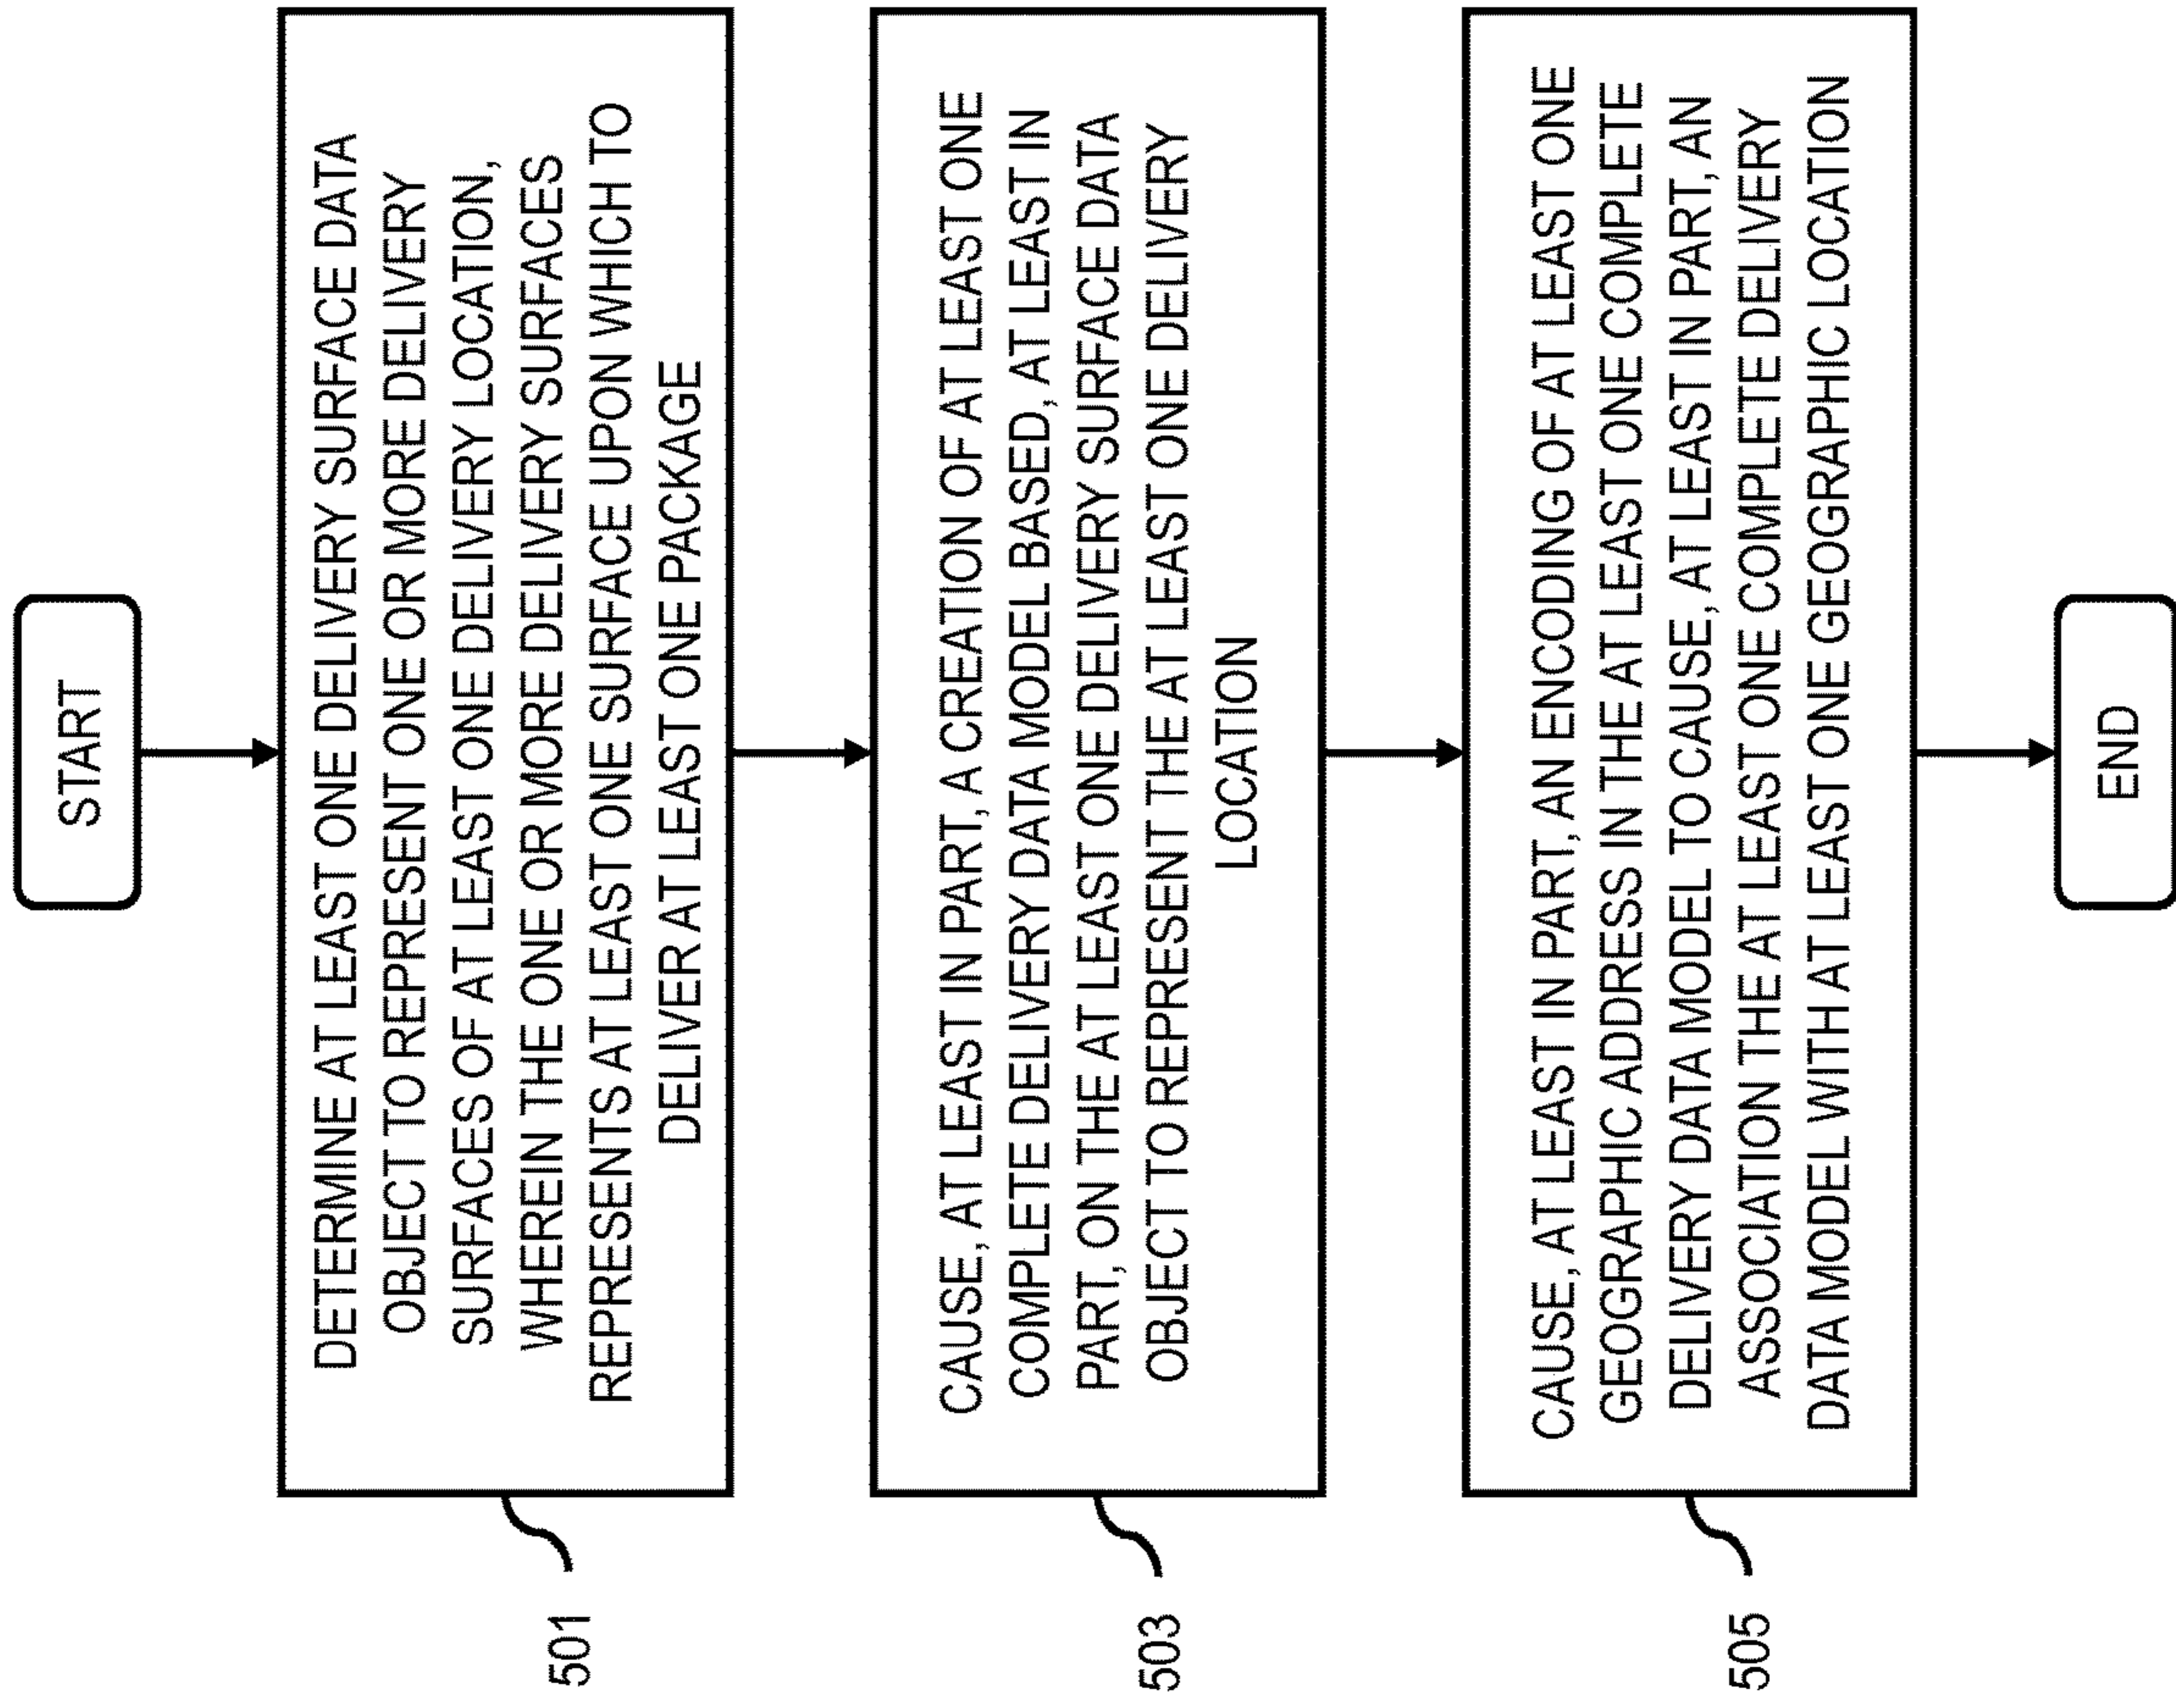 START
DETERMINE AT LEAST ONE DELIVERY SURFACE DATA
OBJECT TO REPRESENT ONE OR MORE DELIVERY
SURFACES OF AT LEAST ONE DELIVERY LOCATION,
WHEREIN THE ONE OR MORE DELIVERY SURFACES
REPRESENTS AT LEAST ONE SURFACE UPON WHICH TO
DELIVER AT LEAST ONE PACKAGE
501
CAUSE, AT LEAST IN PART, A CREATION OF AT LEAST ONE
COMPLETE DELIVERY DATA MODEL BASED, AT LEAST IN
PART, ON THE AT LEAST ONE DELIVERY SURFACE DATA
OBJECT TO REPRESENT THE AT LEAST ONE DELIVERY
LOCATION
503
CAUSE, AT LEAST IN PART, AN ENCODING OF AT LEAST ONE
GEOGRAPHIC ADDRESS IN THE AT LEAST ONE COMPLETE
DELIVERY DATA MODEL TO CAUSE, AT LEAST IN PART, AN
ASSOCIATION THE AT LEAST ONE COMPLETE DELIVERY
DATA MODEL WITH AT LEAST ONE GEOGRAPHIC LOCATION
505
END